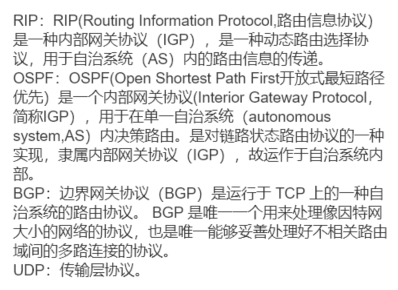 RIP：RIP(Routing Information Protocol,路由信息协议)
是一种内部网关协议（IGP），是一种动态路由选择协
议，用于自治系统（AS）内的路由信息的传递。
OSPF：OSPF(Open Shortest Path First开放式最短路径
优先）是一个内部网关协议(Interior Gateway Protocol，
简称IGP），用于在单一自治系统（autonomous
system,AS）内决策路由。是对链路状态路由协议的一种
实现，隶属内部网关协议（IGP），故运作于自治系统内
部。
BGP：边界网关协议（BGP）是运行于 TCP 上的一种自
治系统的路由协议。 BGP 是唯一一个用来处理像因特网
大小的网络的协议，也是唯一能够妥善处理好不相关路由
域间的多路连接的协议。
UDP：传输层协议。